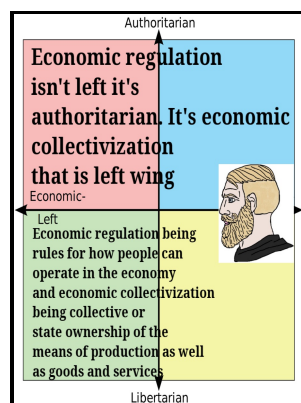 Authoritarian
Economic regulation
isn't left it's
authoritarian. It's economic
collectivization
that is left wing
Economic-
Left
Economic regulation being
rules for how people can
operate in the economy
and economic collectivization
being collective or
state ownership of the
means of production as well
as goods and services
Libertarian